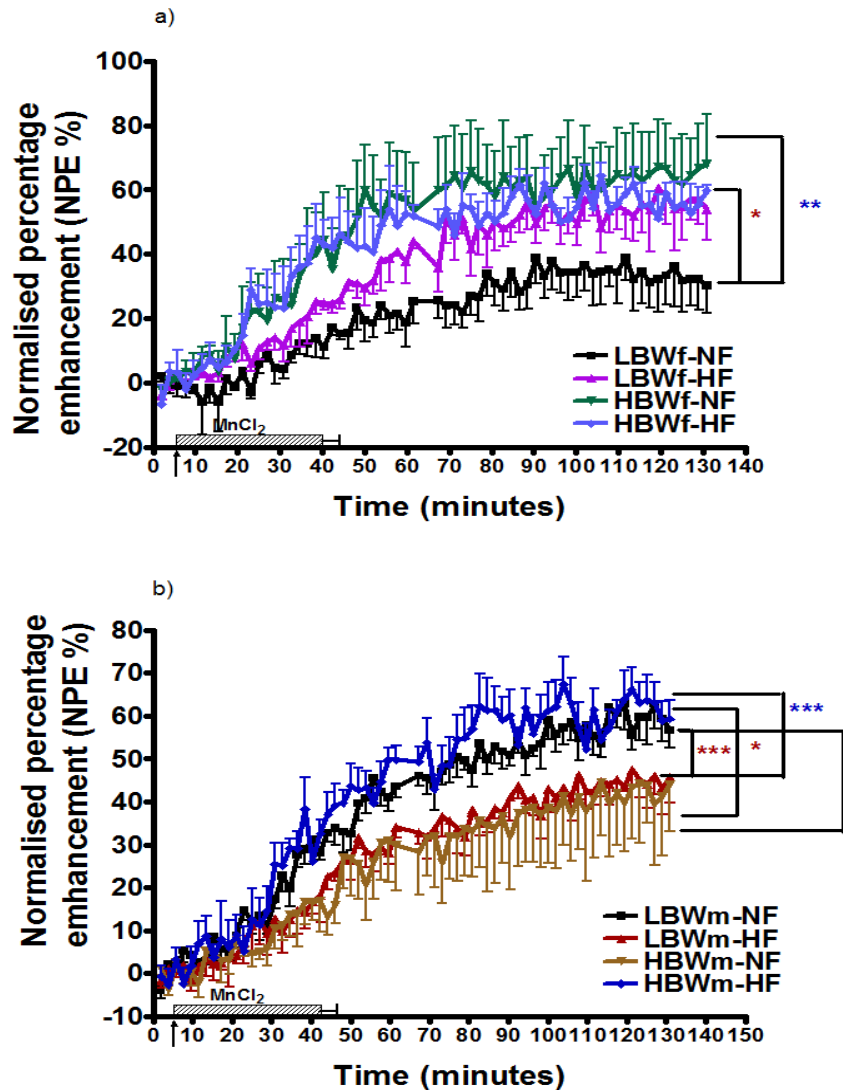 a)
Normalised percentage
emhancement (NPE %)
100
80
60
40
20
0
-20
*
**
LBWf-NF
LBWf-HF
HBWf-NF
HBWf-HF
MnCl2
0 10 20 30 40 50 60 70 80 90 100 110 120 130 140
Time (minutes)
b)
Normalised percentage
emhancement (NPE %)
80
70
60
50
40
30
20
10
0
-10
***
*** *
LBWm-NF
LBWm-HF
HBWm-NF
HBWm-HF
MnCl2
0 10 20 30 40 50 60 70 80 90 100 110 120 130 140 150
Time (minutes)